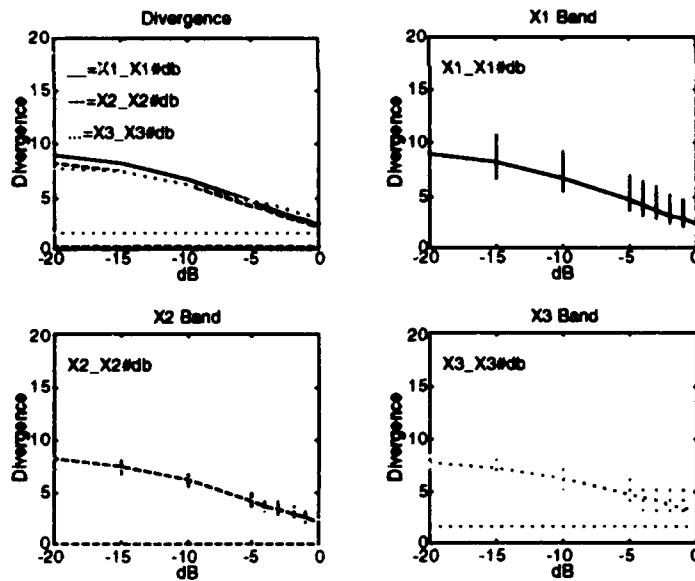 Divergence
20
15
10
5
0
Divergence
__=X1_X1#db
---=X2_X2#db
...=X3_X3#db
-20 -15 -10 -5 0
dB
X1 Band
20
15
10
5
0
Divergence
X1_X1#db
-20 -15 -10 -5 0
dB
X2 Band
20
15
10
5
0
Divergence
X2_X2#db
-20 -15 -10 -5 0
dB
X3 Band
20
15
10
5
0
Divergence
X3_X3#db
-20 -15 -10 -5 0
dB